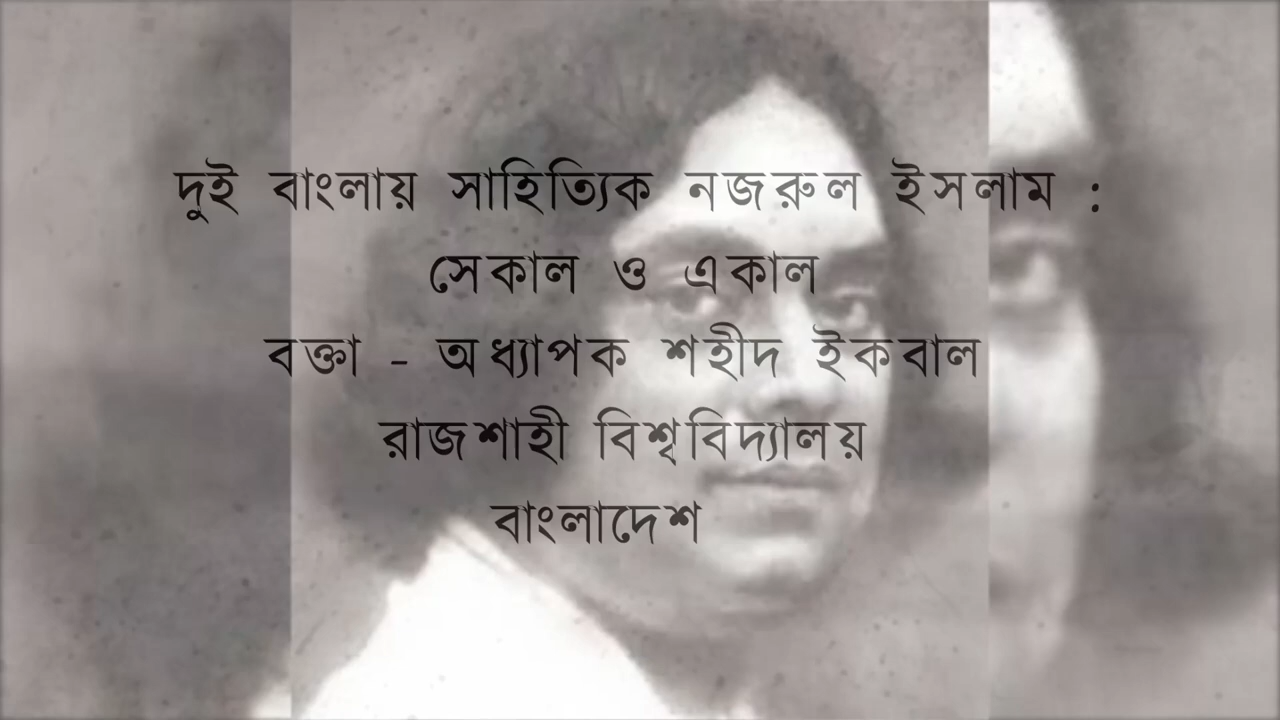 দুই বাংলায় সাহিত্যিক নজরুল ইসলাম :
সেকাল ও একাল
বক্তা - অধ্যাপক শহীদ ইকবাল
রাজশাহী বিশ্ববিদ্যালয়
বাংলাদেশ